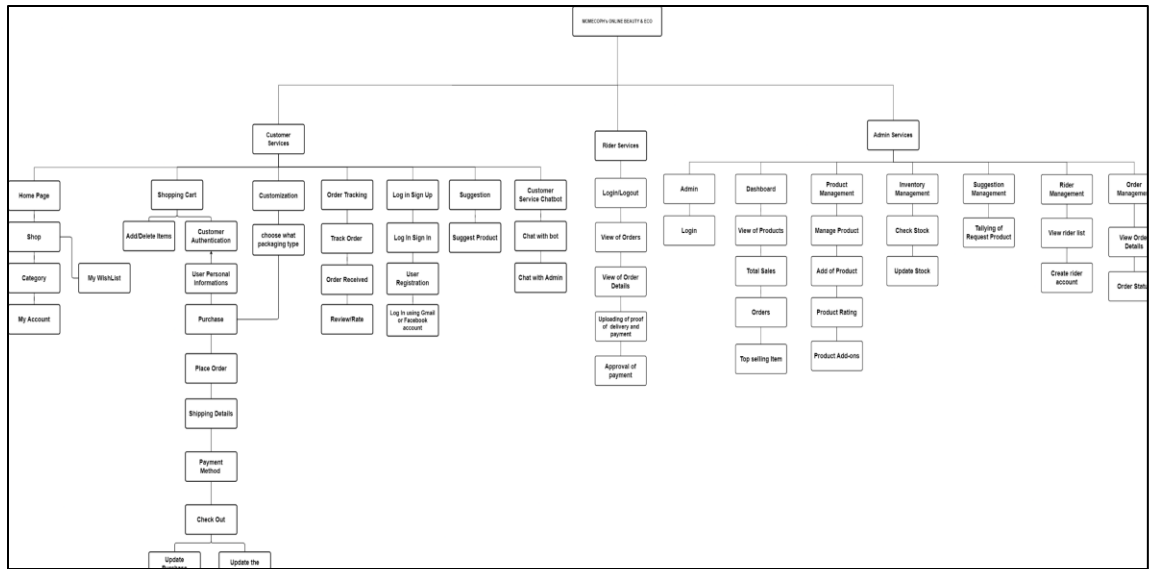 ONLINE BEAUTY & ECO
Customer
Services
Rider Services
Admin Services
Home Page
Shop
Category
My Account
My WishList
Shopping Cart
Add/Delete Items
Customer
Authentication
User Personal
Informations
Purchase
Place Order
Shipping Details
Payment
Method
Check Out
Update
Purchase
Update the
Customization
choose what
packaging type
Order Tracking
Track Order
Order Received
Review/Rate
Log in Sign Up
Log In Sign In
User
Registration
Log In using Gmail
or Facebook
account
Suggestion
Suggest Product
Customer
Service Chatbot
Chat with bot
Chat with Admin
Login/Logout
View of Orders
View of Order
Details
Uploading of proof
of delivery and
payment
Approval of
payment
Admin
Login
Dashboard
View of Products
Total Sales
Orders
Top selling Item
Product
Management
Manage Product
Add of Product
Product Rating
Product Add-ons
Inventory
Management
Check Stock
Update Stock
Suggestion
Management
Tallying of
Request Product
Rider
Management
View rider list
Create rider
account
Order
Manageme
View Orde
Details
Order Statu